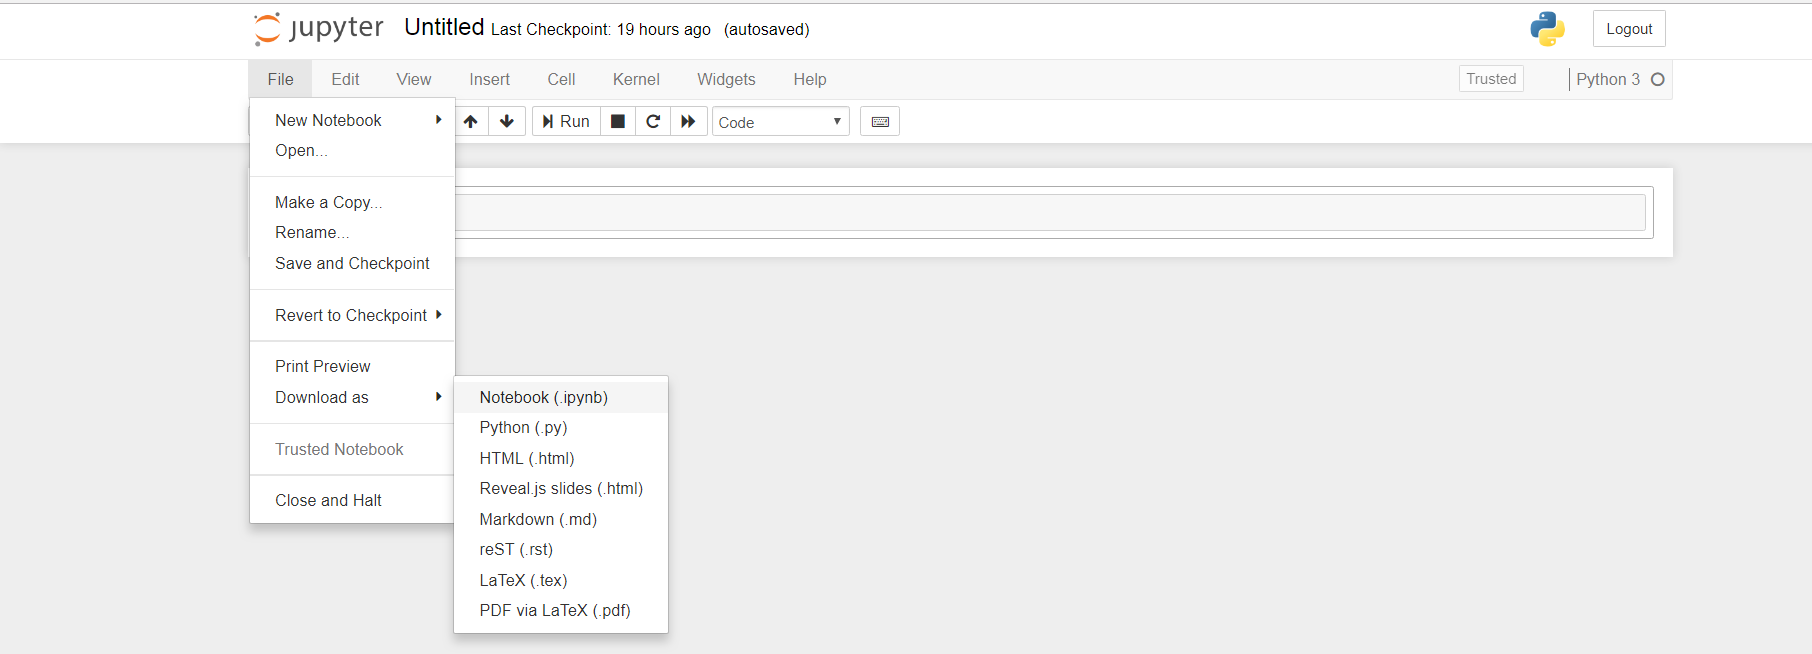 jupyter Untitled Last Checkpoint: 19 hours ago (autosaved) Logout
File Edit View Insert Cell Kernel Widgets Help Trusted Python 3
Run Code
New Notebook
Open...
Make a Copy...
Rename...
Save and Checkpoint
Revert to Checkpoint
Print Preview
Download as
Trusted Notebook
Close and Halt
Notebook (.ipynb)
Python (.py)
HTML (.html)
Reveal.js slides (.html)
Markdown (.md)
reST (.rst)
LaTeX (.tex)
PDF via LaTeX (.pdf)